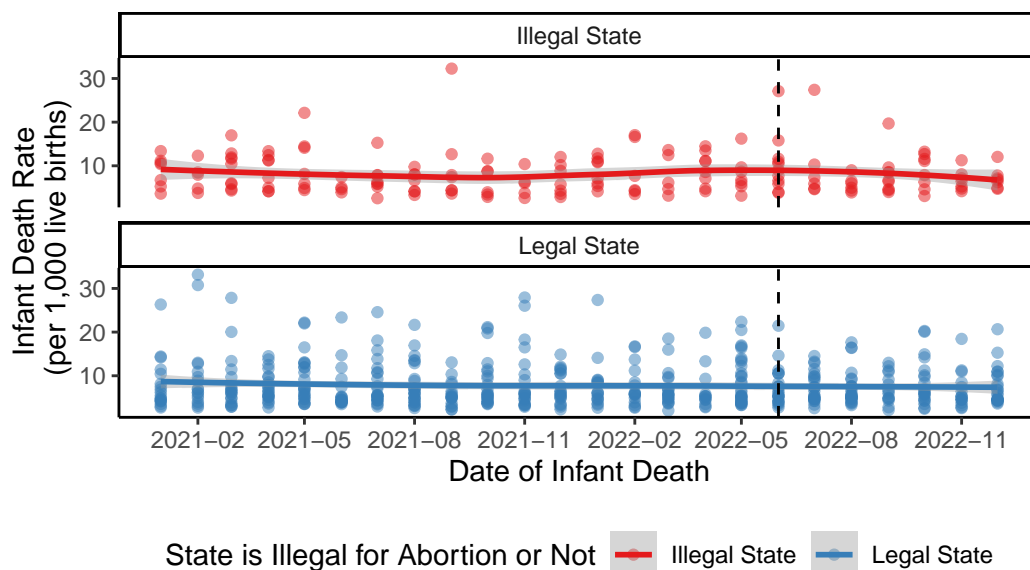 Illegal State
30
20
10
Legal State
30
20
10
Infant Death Rate
(per 1,000 live births)
2021−02 2021−05 2021−08 2021−11 2022−02 2022−05 2022−08 2022−11
Date of Infant Death
State is Illegal for Abortion or Not Illegal State Legal State